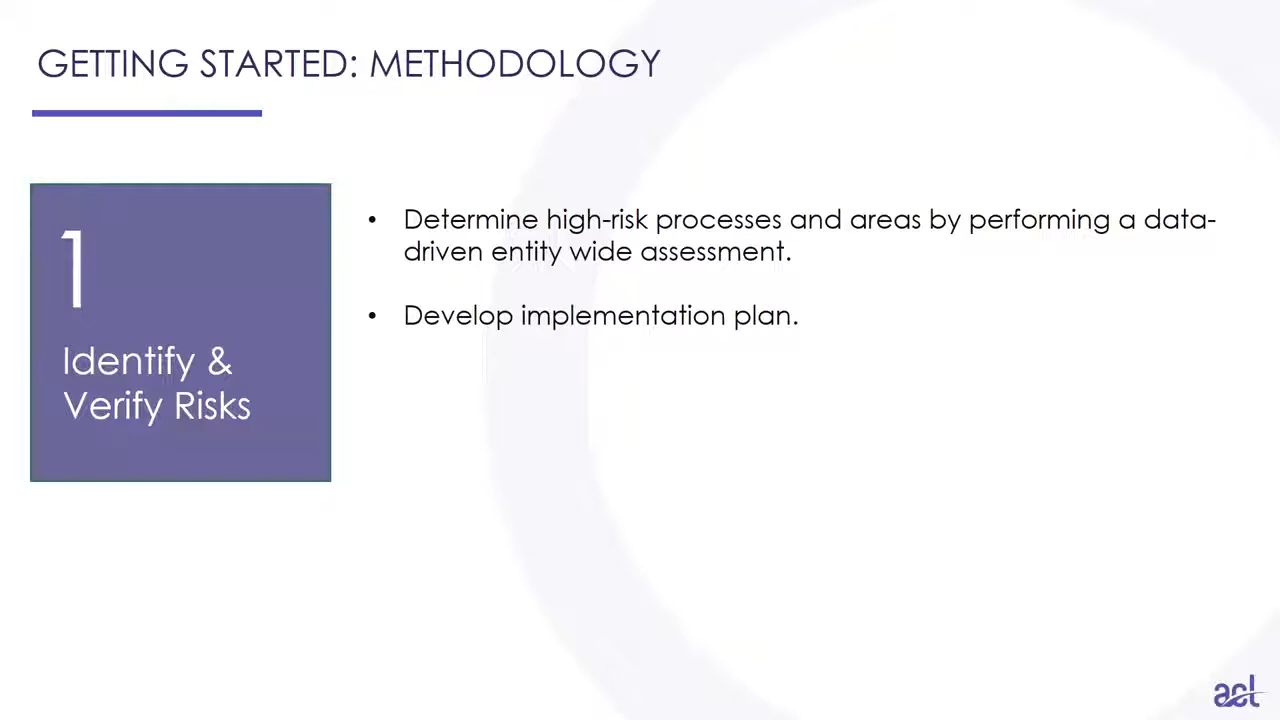 GETTING STARTED: METHODOLOGY
1
Identify &
Verify Risks
• Determine high-risk processes and areas by performing a data-
driven entity wide assessment.
• Develop implementation plan.
act